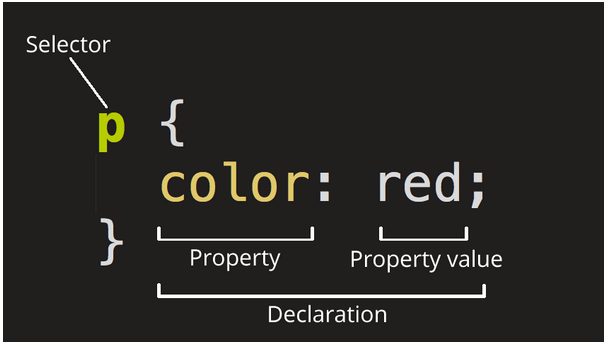 Selector
p {
color: red;
}
Property
Property value
Declaration